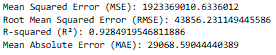 Mean Squared Error (MSE): 1923369010.6336012
Root Mean Squared Error (RMSE): 43856.231149445586
R-squared (R²): 0.9284919546811886
Mean Absolute Error (MAE): 29068.59044440389